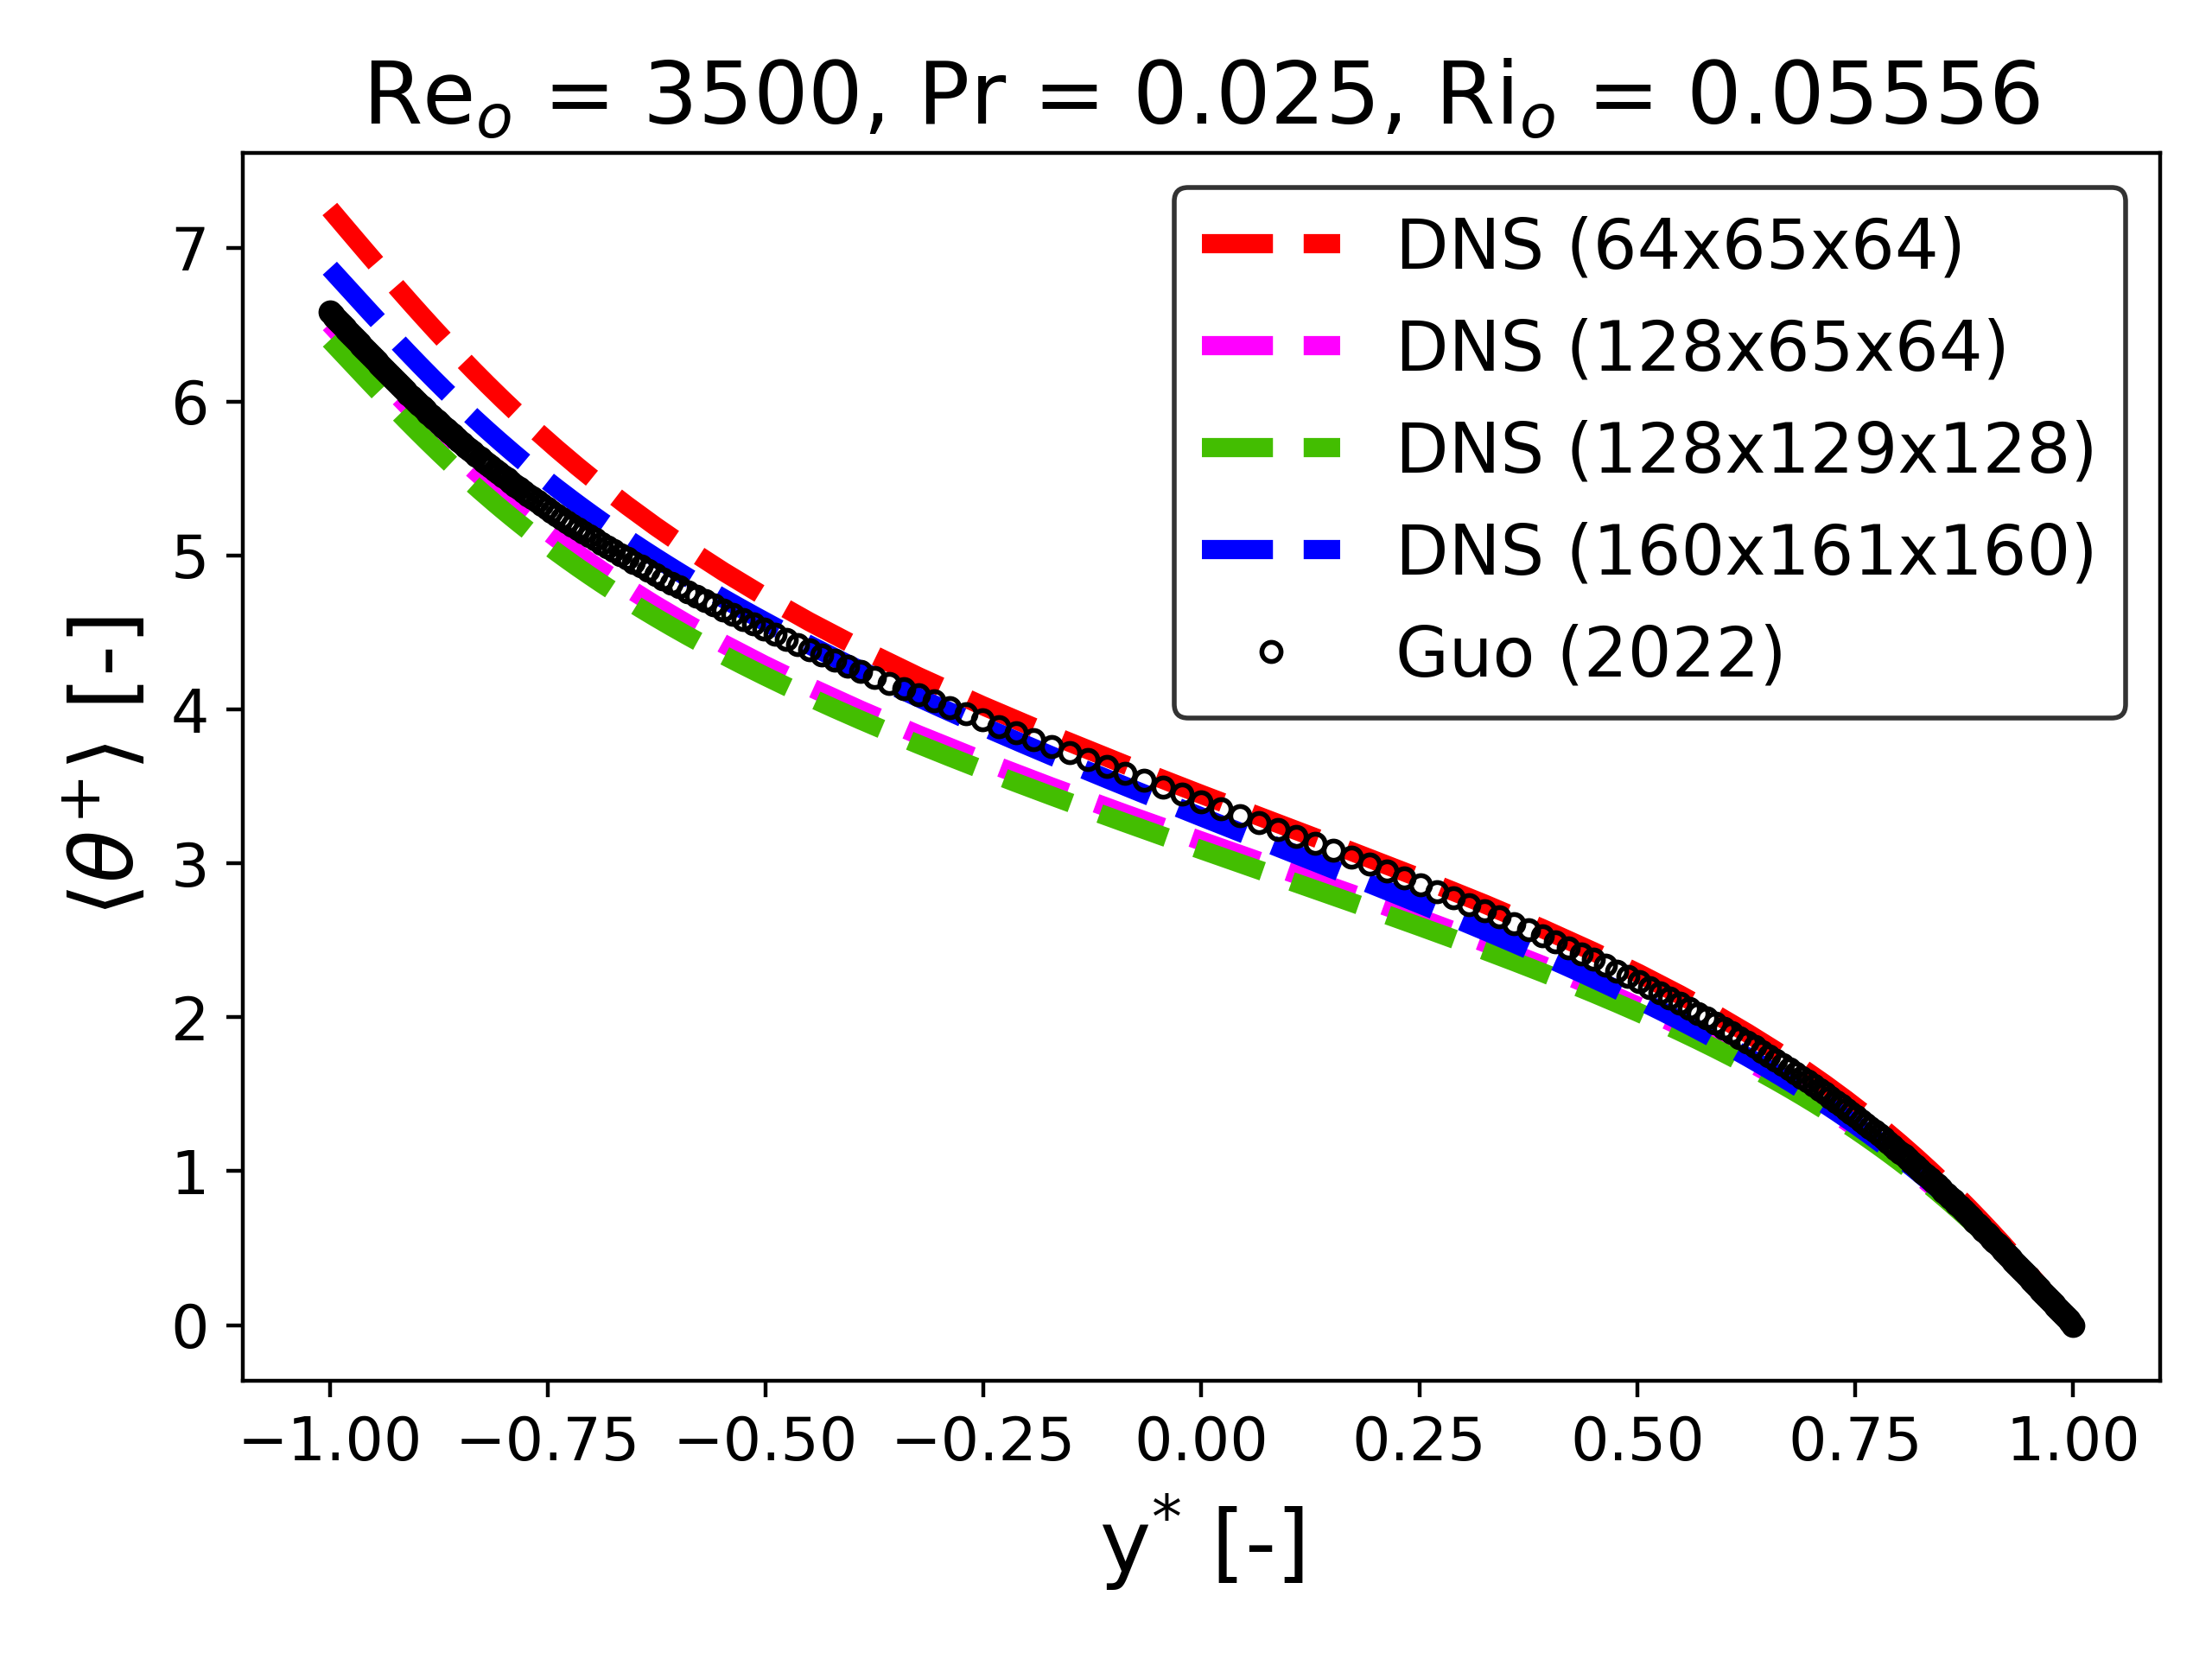 Re_o = 3500, Pr = 0.025, Ri_o = 0.05556
DNS (64x65x64)
DNS (128x65x64)
DNS (128x129x128)
DNS (160x161x160)
Guo (2022)
⟨θ⁺⟩ [-]
7
6
5
4
3
2
1
0
−1.00 −0.75 −0.50 −0.25 0.00 0.25 0.50 0.75 1.00
y* [-]